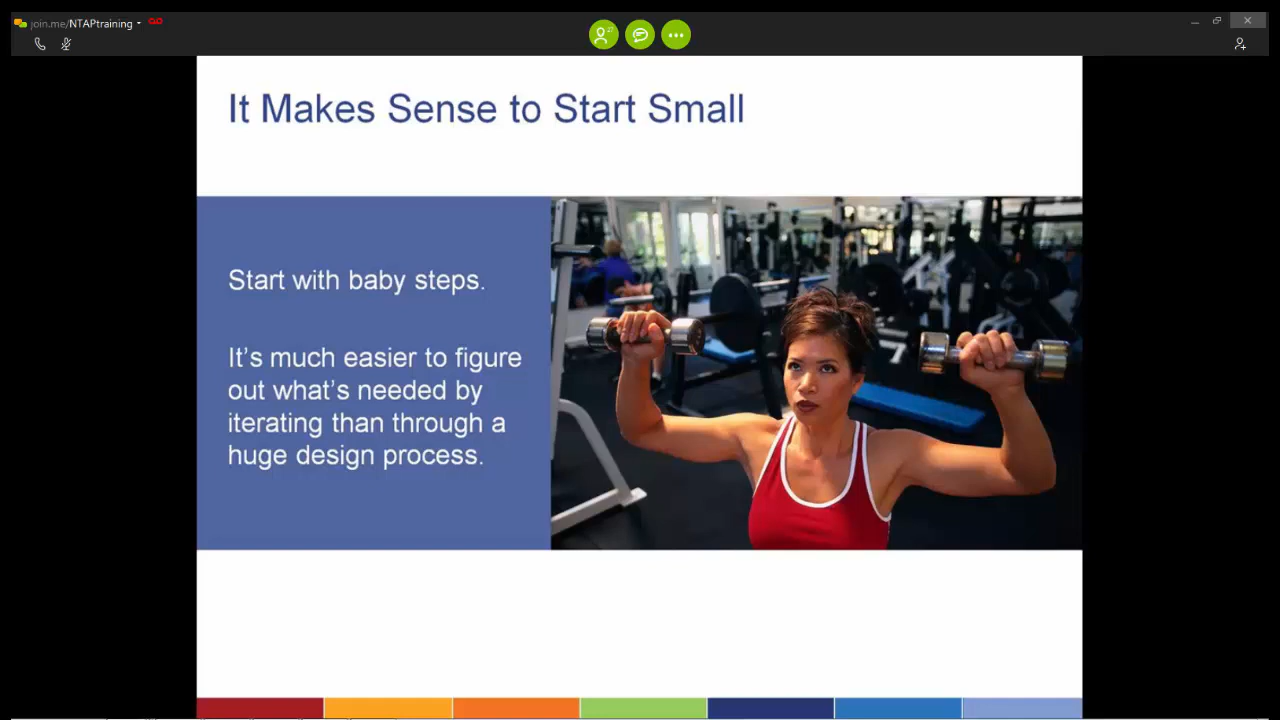 join.me/NTAPtraining
27
It Makes Sense to Start Small
Start with baby steps.
It's much easier to figure
out what's needed by
iterating than through a
huge design process.